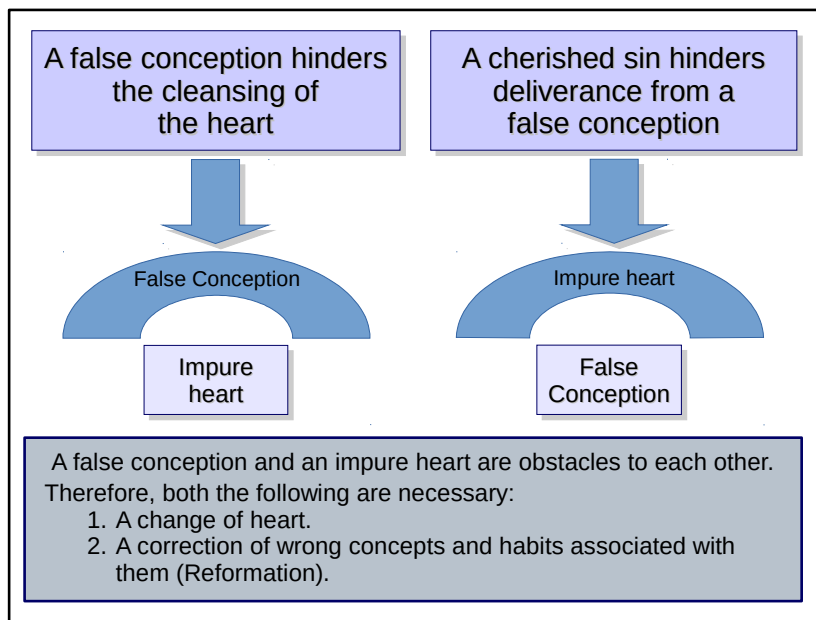 A false conception hinders
the cleansing of
the heart
A cherished sin hinders
deliverance from a
false conception
False Conception
Impure heart
Impure
heart
False
Conception
A false conception and an impure heart are obstacles to each other.
Therefore, both the following are necessary:
1. A change of heart.
2. A correction of wrong concepts and habits associated with
them (Reformation).